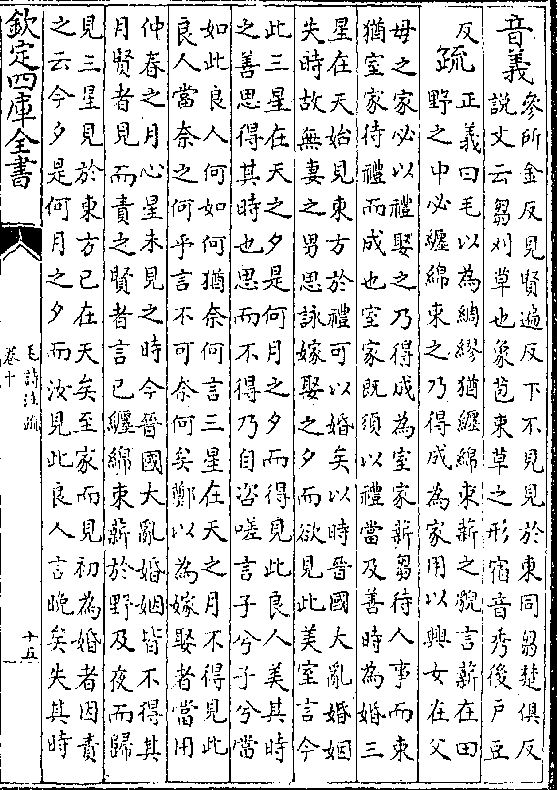 音義
參所金反見賢遍反下不見見於東同芻楚俱反
説文云芻刈草也象苞束草之形宿音秀後戸豆
反
疏
正義曰毛以為綢繆猶纒綿束薪之貌言薪在田
野之中必纒綿束之乃得成為家用以興女在父
母之家必以禮娶之乃得成為室家薪芻待人事而束
猶室家待禮而成也室家既須以禮當及善時為婚三
星在天始見東方於禮可以婚矣以時晉國大亂婚姻
失時故無妻之男思詠嫁娶之夕而欲見此美室言今
此三星在天之夕是何月之夕而得見此良人美其時
之善思得其時也思而不得乃自咨嗟言子兮子兮當
如此良人何如何猶奈何言三星在天之月不得見此
良人當奈之何乎言不可奈何矣鄭以為嫁娶者當用
仲春之月心星未見之時今晉國大亂婚姻皆不得其
月賢者見而責之賢者言已纒綿束薪於野及夜而歸
見三星見於東方已在天矣至家而見初為婚者因責
之云今夕是何月之夕而汝見此良人言晚矣失其時
欽定四庫全書
毛詩注疏
卷十
十五